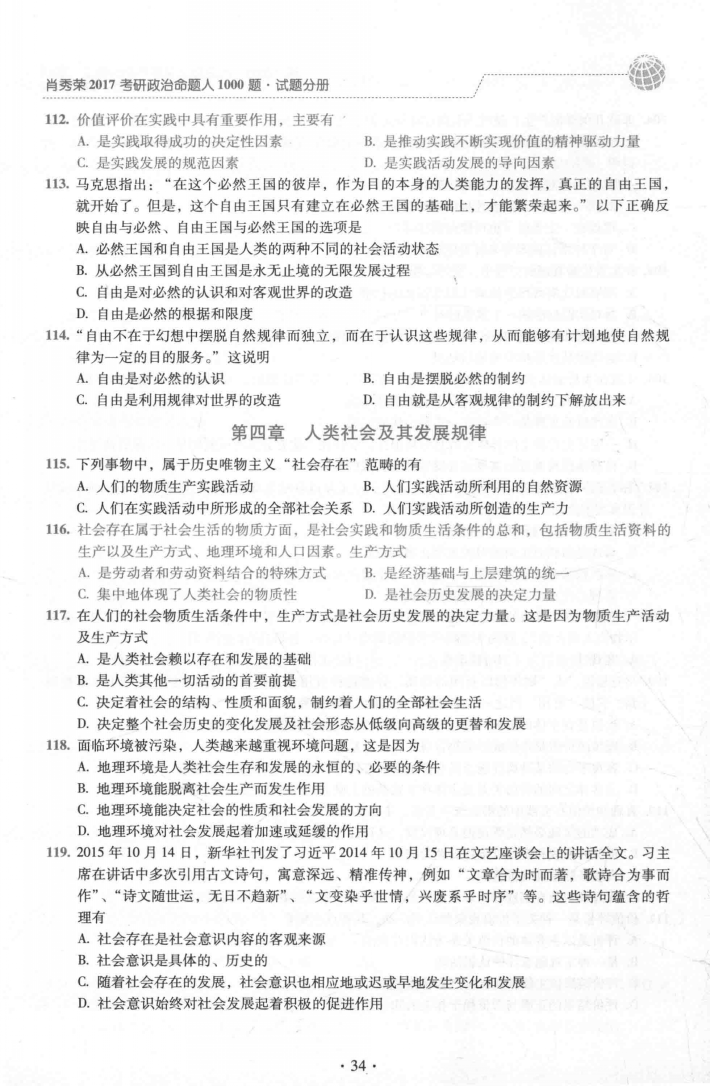 肖秀荣 2017 考研政治命题人 1000 题·试题分册
112. 价值评价在实践中具有重要作用，主要有
A. 是实践取得成功的决定性因素 B. 是推动实践不断实现价值的精神驱动力量
C. 是实践发展的规范因素 D. 是实践活动发展的导向因素
113. 马克思指出：“在这个必然王国的彼岸，作为目的本身的人类能力的发挥，真正的自由王国，
就开始了。但是，这个自由王国只有建立在必然王国的基础上，才能繁荣起来。”以下正确反
映自由与必然、自由王国与必然王国的选项是
A. 必然王国和自由王国是人类的两种不同的社会活动状态
B. 从必然王国到自由王国是永无止境的无限发展过程
C. 自由是对必然的认识和对客观世界的改造
D. 自由是必然的根据和限度
114. “自由不在于幻想中摆脱自然规律而独立，而在于认识这些规律，从而能够有计划地使自然规
律为一定的目的服务。”这说明
A. 自由是对必然的认识 B. 自由是摆脱必然的制约
C. 自由是利用规律对世界的改造 D. 自由就是从客观规律的制约下解放出来
第四章 人类社会及其发展规律
115. 下列事物中，属于历史唯物主义“社会存在”范畴的有
A. 人们的物质生产实践活动 B. 人们实践活动所利用的自然资源
C. 人们在实践活动中所形成的全部社会关系 D. 人们实践活动所创造的生产力
116. 社会存在属于社会生活的物质方面，是社会实践和物质生活条件的总和，包括物质生活资料的
生产以及生产方式、地理环境和人口因素。生产方式
A. 是劳动者和劳动资料结合的特殊方式 B. 是经济基础与上层建筑的统一
C. 集中地体现了人类社会的物质性 D. 是社会历史发展的决定力量
117. 在人们的社会物质生活条件中，生产方式是社会历史发展的决定力量。这是因为物质生产活动
及生产方式
A. 是人类社会赖以存在和发展的基础
B. 是人类其他一切活动的首要前提
C. 决定着社会的结构、性质和面貌，制约着人们的全部社会生活
D. 决定整个社会历史的变化发展及社会形态从低级向高级的更替和发展
118. 面临环境被污染，人类越来越重视环境问题，这是因为
A. 地理环境是人类社会生存和发展的永恒的、必要的条件
B. 地理环境能脱离社会生产而发生作用
C. 地理环境能决定社会的性质和社会发展的方向
D. 地理环境对社会发展起着加速或延缓的作用
119. 2015 年 10 月 14 日，新华社刊发了习近平 2014 年 10 月 15 日在文艺座谈会上的讲话全文。习主
席在讲话中多次引用古文诗句，寓意深远、精准传神，例如“文章合为时而著，歌诗合为事而
作”、“诗文随世运，无日不趋新”、“文变染乎世情，兴废系乎时序”等。这些诗句蕴含的哲
理有
A. 社会存在是社会意识内容的客观来源
B. 社会意识是具体的、历史的
C. 随着社会存在的发展，社会意识也相应地或迟或早地发生变化和发展
D. 社会意识始终对社会发展起着积极的促进作用
· 34 ·